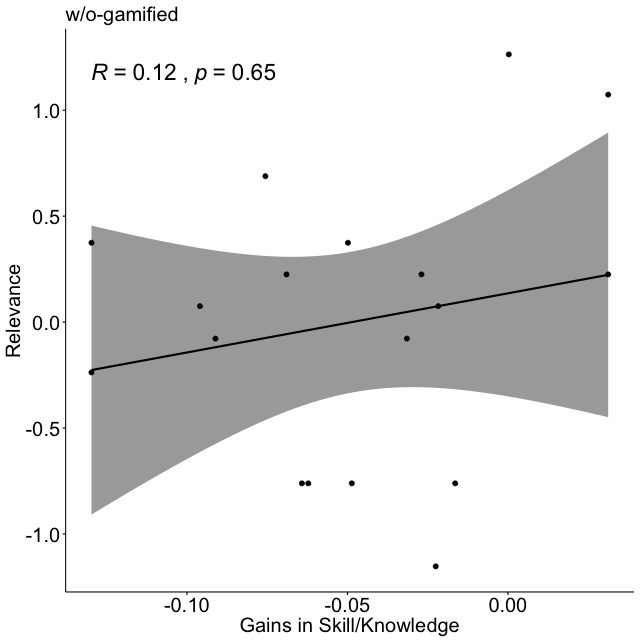 w/o-gamified
R = 0.12 , p = 0.65
1.0
0.5
0.0
-0.5
-1.0
Relevance
-0.10
-0.05
0.00
Gains in Skill/Knowledge